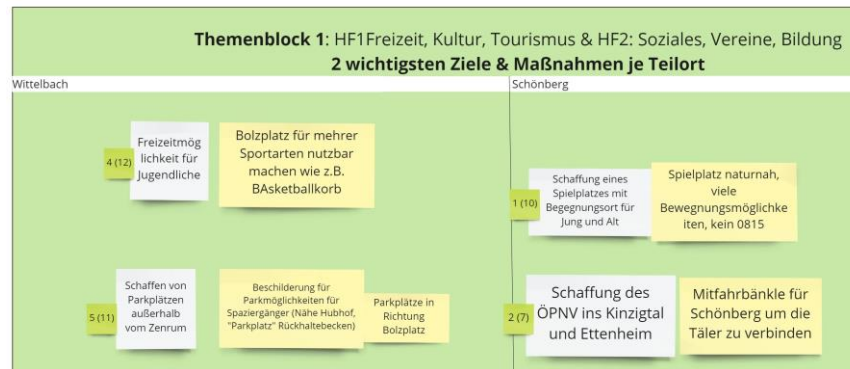 Themenblock 1: HF1Freizeit, Kultur, Tourismus & HF2: Soziales, Vereine, Bildung
2 wichtigsten Ziele & Maßnahmen je Teilort
Wittelbach
4 (12)
Freizeitmög
lichkeit für
Jugendliche
Bolzplatz für mehrer
Sportarten nutzbar
machen wie z.B.
BAsketballkorb
5 (11)
Schaffen von
Parkplätzen
außerhalb
vom Zenrum
Beschilderung für
Parkmöglichkeiten für
Spaziergänger (Nähe Hubhof,
"Parkplatz" Rückhaltebecken)
Parkplätze in
Richtung
Bolzplatz
Schönberg
1 (10)
Schaffung eines
Spielplatzes mit
Begegnungsort für
Jung und Alt
Spielplatz naturnah,
viele
Bewegnungsmöglichke
iten, kein 0815
2 (7)
Schaffung des
ÖPNV ins Kinzigtal
und Ettenheim
Mitfahrbänkle für
Schönberg um die
Täler zu verbinden